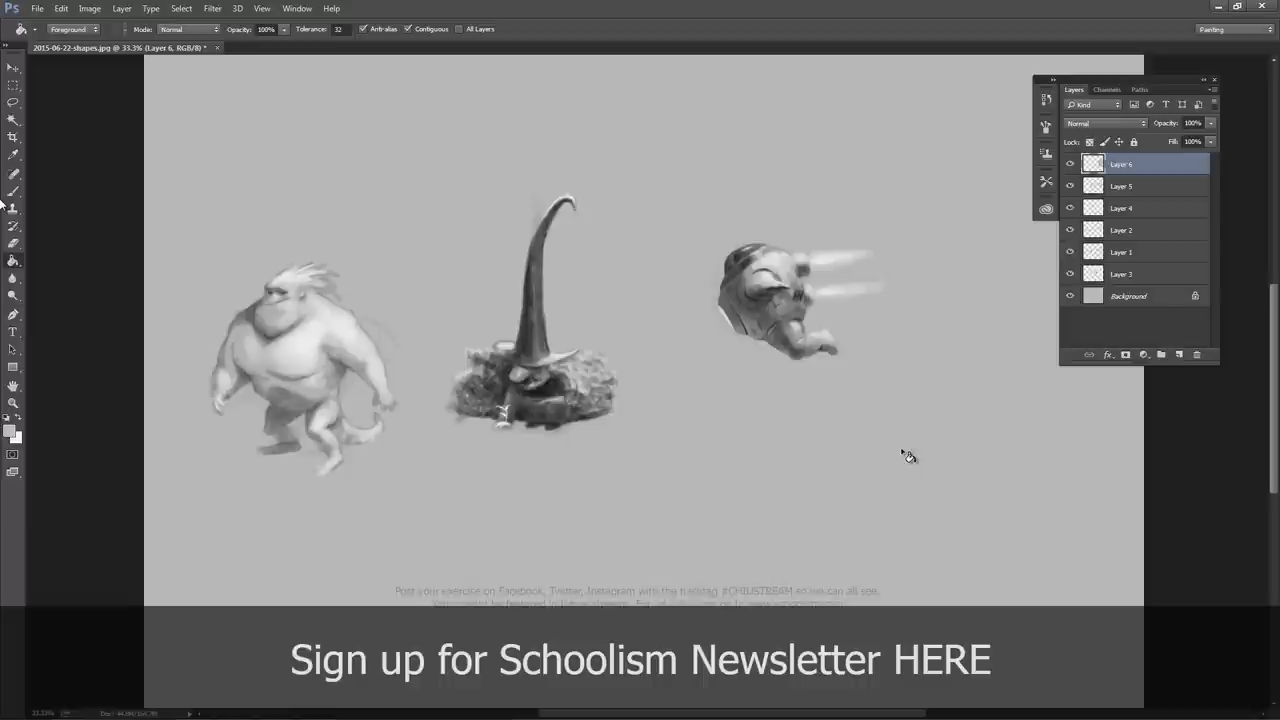 Ps File Edit Image Layer Type Select Filter 3D View Window Help
Foreground Mode: Normal Opacity: 100% Tolerance: 32 Anti-alias Contiguous All Layers Painting
2015-06-22-shapes.jpg @ 33.3% (Layer 6, RGB/8) *
Layers Channels Paths
Kind
Normal Opacity: 100%
Lock: Fill: 100%
Layer 6
Layer 5
Layer 4
Layer 2
Layer 1
Layer 3
Background
Post your exercise on Facebook, Twitter, Instagram with the hashtag #CHIUSTREAM so we can all see.
Sign up for Schoolism Newsletter HERE
33.33%